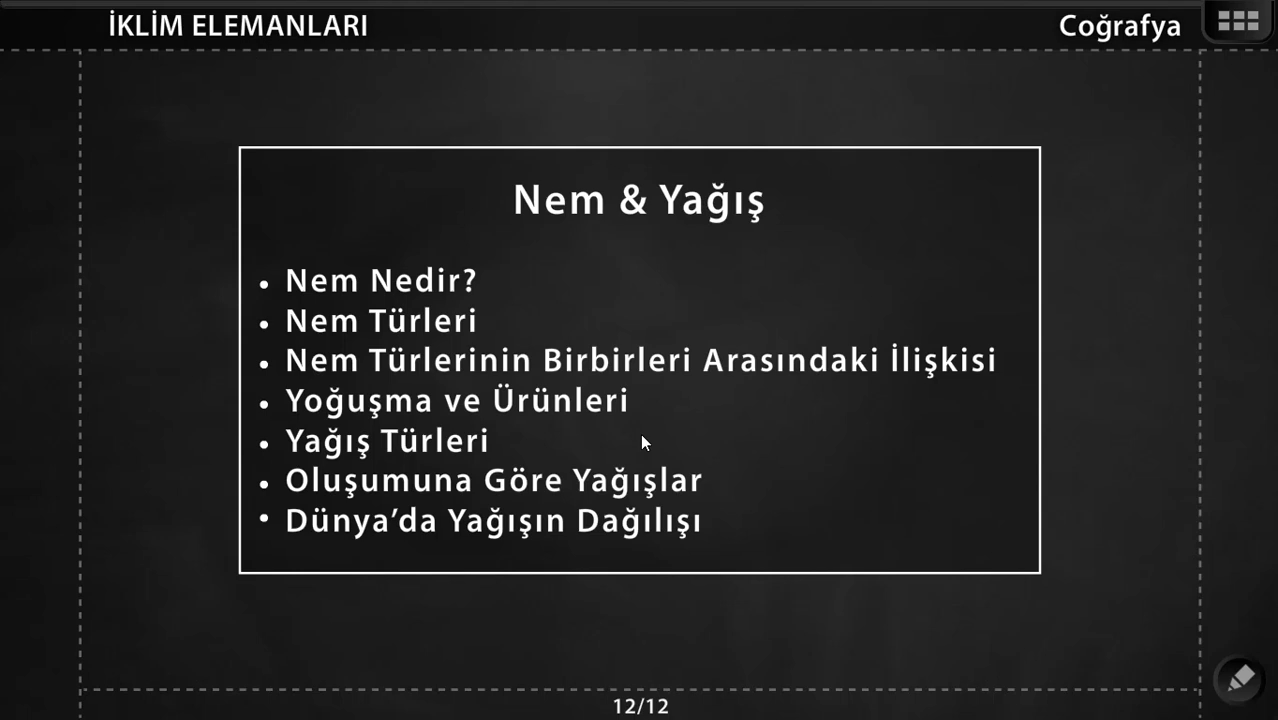 İKLİM ELEMANLARI
Coğrafya
Nem & Yağış
• Nem Nedir?
• Nem Türleri
• Nem Türlerinin Birbirleri Arasındaki İlişkisi
• Yoğuşma ve Ürünleri
• Yağış Türleri
• Oluşumuna Göre Yağışlar
• Dünya’da Yağışın Dağılışı
12/12